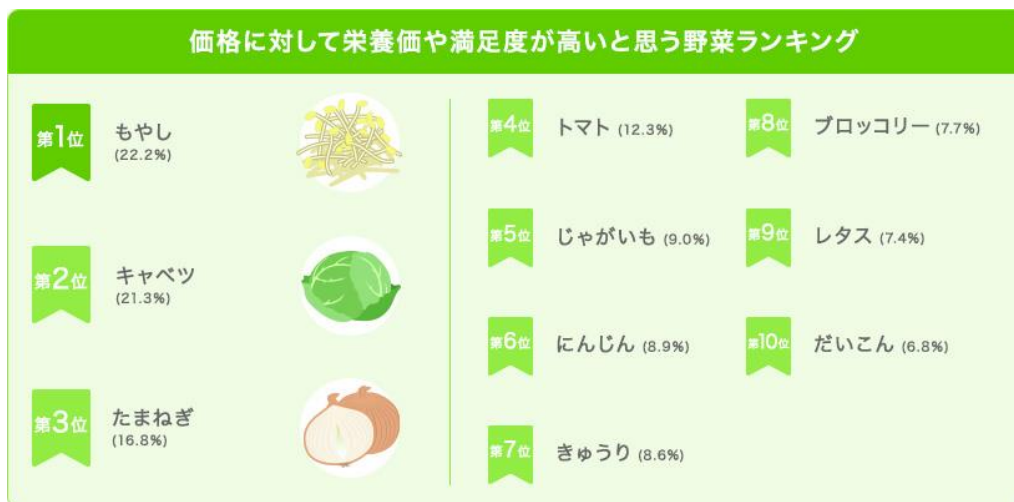 価格に対して栄養価や満足度が高いと思う野菜ランキング
第1位 もやし
(22.2%)
第2位 キャベツ
(21.3%)
第3位 たまねぎ
(16.8%)
第4位 トマト (12.3%)
第5位 じゃがいも (9.0%)
第6位 にんじん (8.9%)
第7位 きゅうり (8.6%)
第8位 ブロッコリー (7.7%)
第9位 レタス (7.4%)
第10位 だいこん (6.8%)